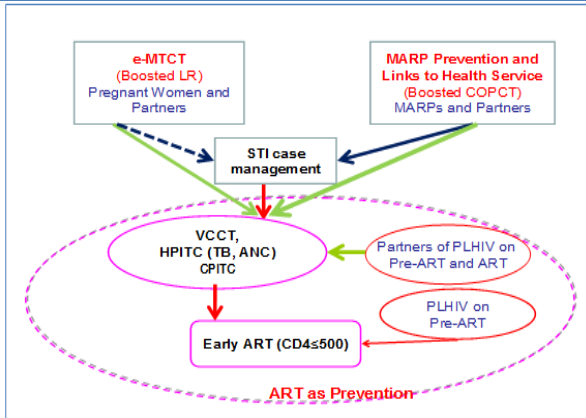 e-MTCT
(Boosted LR)
Pregnant Women and
Partners
MARP Prevention and
Links to Health Service
(Boosted COPCT)
MARPs and Partners
STI case
management
VCCT,
HPITC (TB, ANC)
CPITC
Partners of PLHIV on
Pre-ART and ART
PLHIV on
Pre-ART
Early ART (CD4≤500)
ART as Prevention